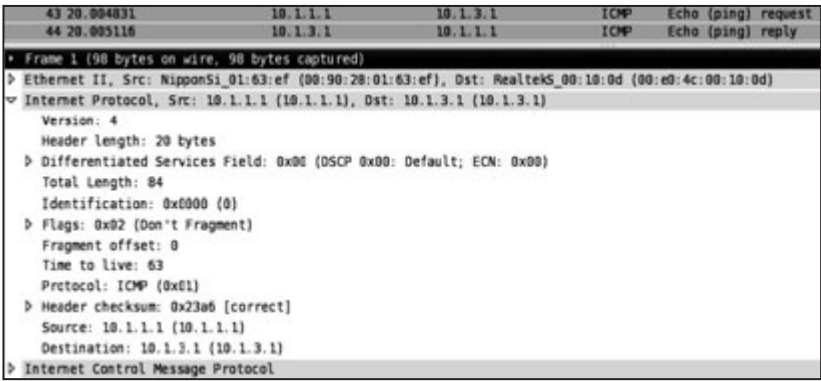 43 20.004831 10.1.1.1 10.1.3.1 ICMP Echo (ping) request
44 20.005116 10.1.3.1 10.1.1.1 ICMP Echo (ping) reply
Frame 1 (98 bytes on wire, 98 bytes captured)
Ethernet II, Src: NipponSi_01:63:ef (00:90:28:01:63:ef), Dst: RealtekS_00:10:0d (00:e0:4c:00:10:0d)
Internet Protocol, Src: 10.1.1.1 (10.1.1.1), Dst: 10.1.3.1 (10.1.3.1)
Version: 4
Header length: 20 bytes
Differentiated Services Field: 0x00 (DSCP 0x00: Default; ECN: 0x00)
Total Length: 84
Identification: 0x0000 (0)
Flags: 0x02 (Don't Fragment)
Fragment offset: 0
Time to live: 63
Protocol: ICMP (0x01)
Header checksum: 0x23a6 [correct]
Source: 10.1.1.1 (10.1.1.1)
Destination: 10.1.3.1 (10.1.3.1)
Internet Control Message Protocol